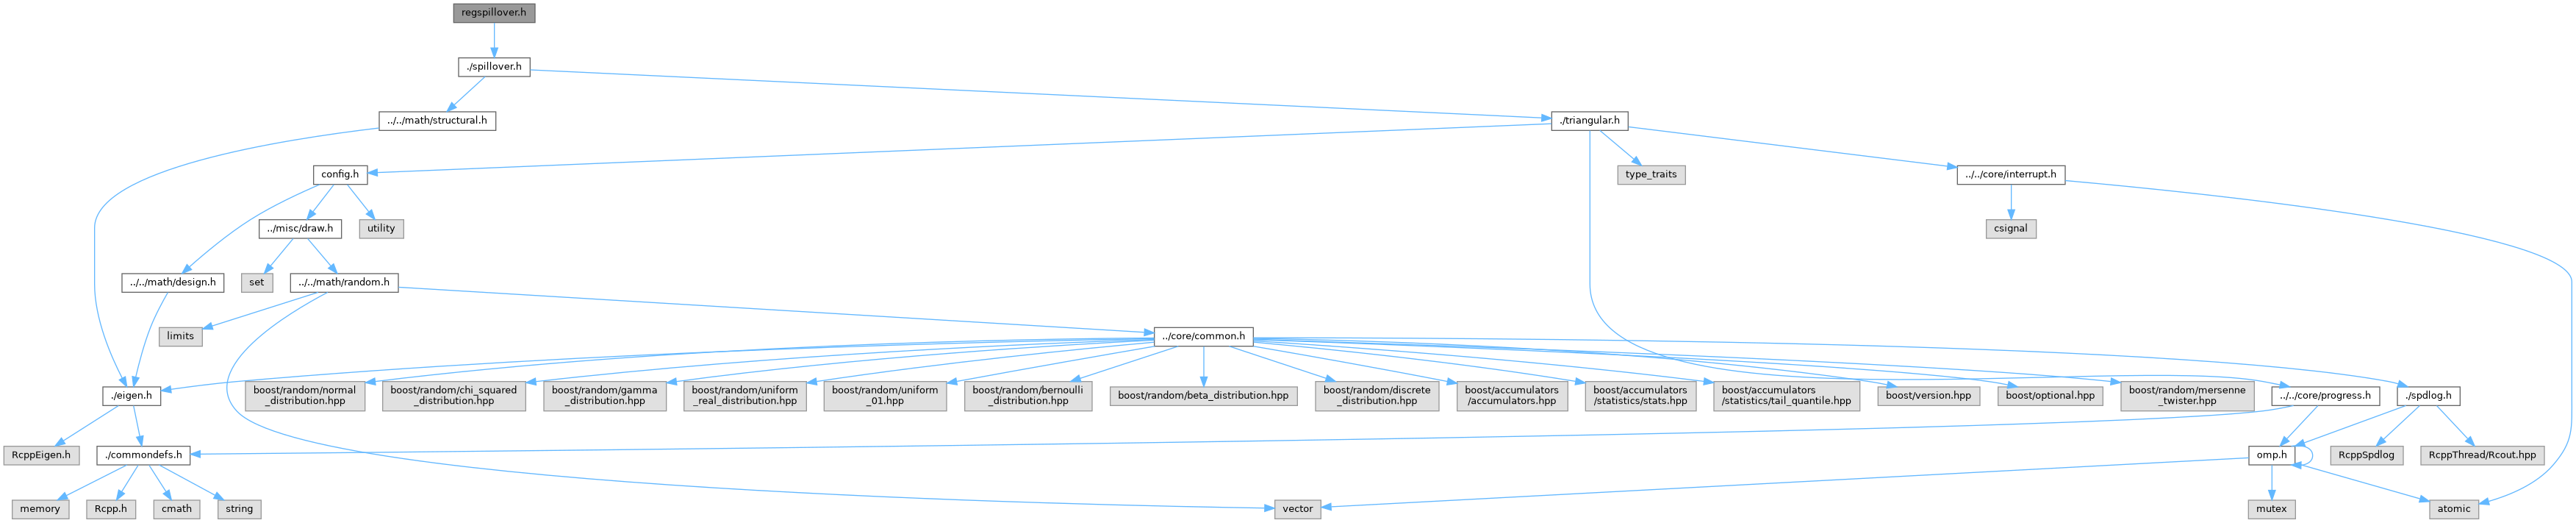 regspillover.h
./spillover.h
../../math/structural.h
./triangular.h
config.h
type_traits
../../core/interrupt.h
../misc/draw.h
utility
csignal
../../math/design.h
set
../../math/random.h
limits
../core/common.h
./eigen.h
boost/random/normal
_distribution.hpp
boost/random/chi_squared
_distribution.hpp
boost/random/gamma
_distribution.hpp
boost/random/uniform
_real_distribution.hpp
boost/random/uniform
_01.hpp
boost/random/bernoulli
_distribution.hpp
boost/random/beta_distribution.hpp
boost/random/discrete
_distribution.hpp
boost/accumulators
/accumulators.hpp
boost/accumulators
/statistics/stats.hpp
boost/accumulators
/statistics/tail_quantile.hpp
boost/version.hpp
boost/optional.hpp
boost/random/mersenne
_twister.hpp
../../core/progress.h
./spdlog.h
RcppEigen.h
./commondefs.h
omp.h
RcppSpdlog
RcppThread/Rcout.hpp
memory
Rcpp.h
cmath
string
vector
mutex
atomic